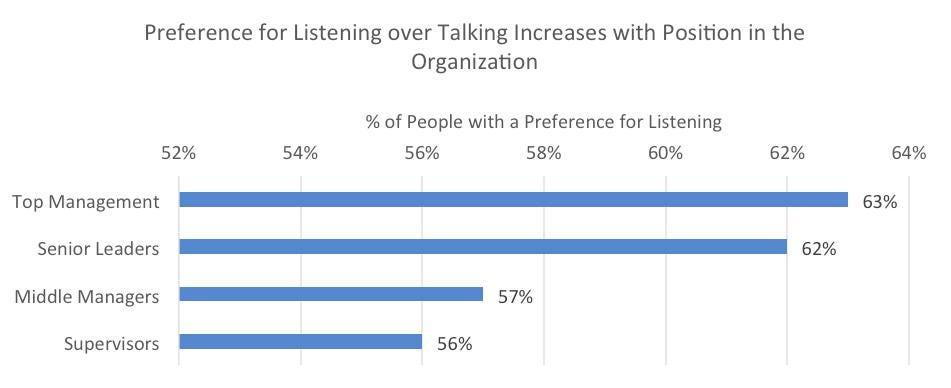 Preference for Listening over Talking Increases with Position in the
Organization
% of People with a Preference for Listening
52% 54% 56% 58% 60% 62% 64%
Top Management 63%
Senior Leaders 62%
Middle Managers 57%
Supervisors 56%